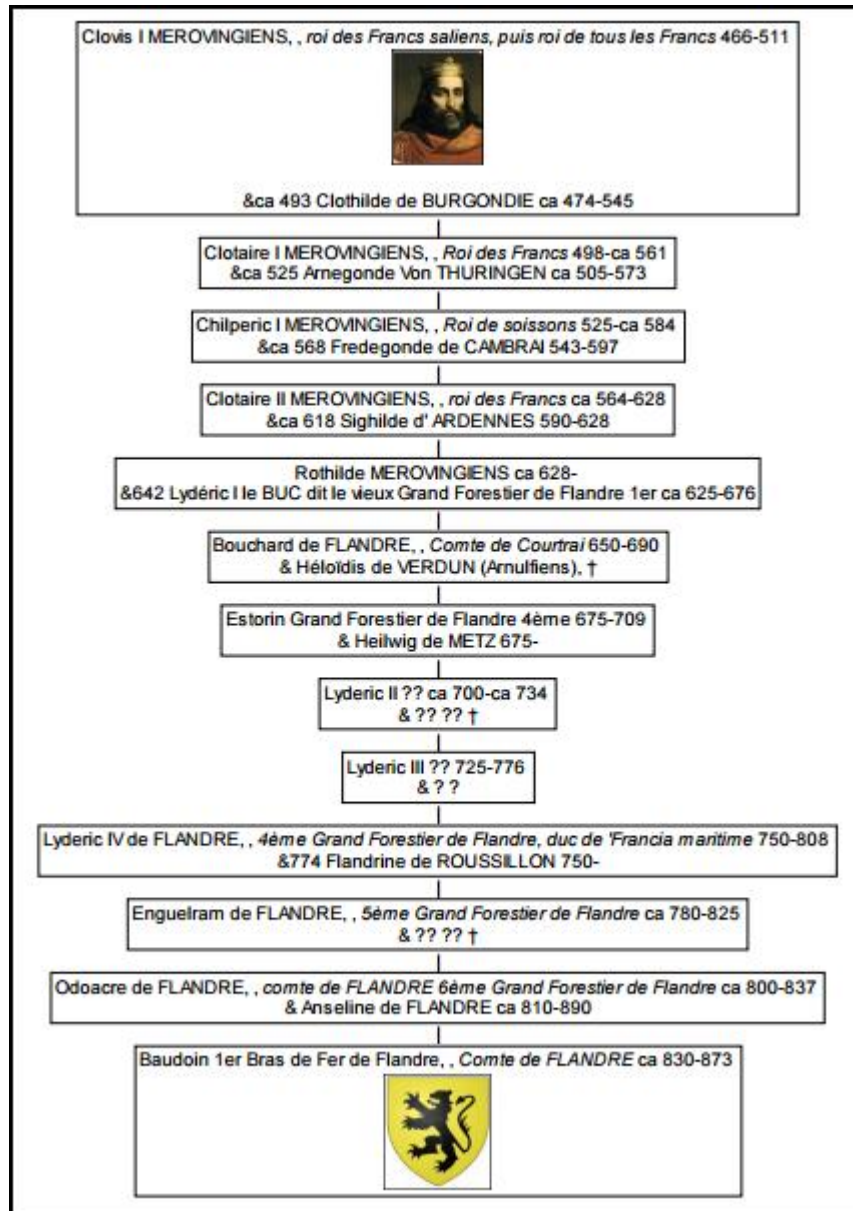 Clovis I MEROVINGIENS, , roi des Francs saliens, puis roi de tous les Francs 466-511
&ca 493 Clothilde de BURGONDIE ca 474-545
Clotaire I MEROVINGIENS, , Roi des Francs 498-ca 561
&ca 525 Arnegonde Von THURINGEN ca 505-573
Chilperic I MEROVINGIENS, , Roi de soissons 525-ca 584
&ca 568 Fredegonde de CAMBRAI 543-597
Clotaire II MEROVINGIENS, , roi des Francs ca 564-628
&ca 618 Sighilde d' ARDENNES 590-628
Rothilde MEROVINGIENS ca 628-
&642 Lydéric I le BUC dit le vieux Grand Forestier de Flandre 1er ca 625-676
Bouchard de FLANDRE, , Comte de Courtrai 650-690
& Héloïdis de VERDUN (Arnulfiens), †
Estorin Grand Forestier de Flandre 4ème 675-709
& Heilwig de METZ 675-
Lyderic II ?? ca 700-ca 734
& ?? ?? †
Lyderic III ?? 725-776
& ? ?
Lyderic IV de FLANDRE, , 4ème Grand Forestier de Flandre, duc de 'Francia maritime 750-808
&774 Flandrine de ROUSSILLON 750-
Enguelram de FLANDRE, , 5ème Grand Forestier de Flandre ca 780-825
& ?? ?? †
Odoacre de FLANDRE, , comte de FLANDRE 6ème Grand Forestier de Flandre ca 800-837
& Anseline de FLANDRE ca 810-890
Baudoin 1er Bras de Fer de Flandre, , Comte de FLANDRE ca 830-873